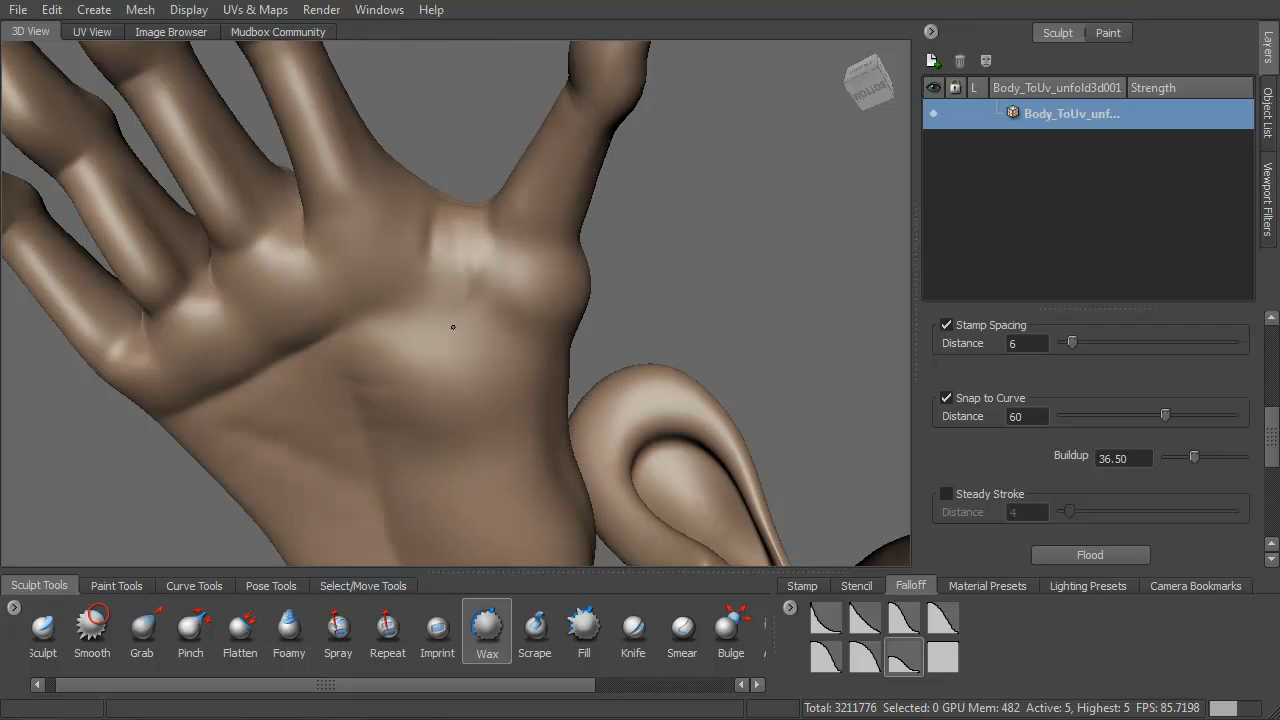 File Edit Create Mesh Display UVs & Maps Render Windows Help
3D View UV View Image Browser Mudbox Community
Sculpt Paint
Layers
Object List
Viewport Filters
L Body_ToUv_unfold3d001 Strength
Body_ToUv_unf...
BOTTOM
Stamp Spacing
Distance 6
Snap to Curve
Distance 60
Buildup 36.50
Steady Stroke
Distance 4
Flood
Sculpt Tools Paint Tools Curve Tools Pose Tools Select/Move Tools
Stamp Stencil Falloff Material Presets Lighting Presets Camera Bookmarks
Sculpt Smooth Grab Pinch Flatten Foamy Spray Repeat Imprint Wax Scrape Fill Knife Smear Bulge
Total: 3211776 Selected: 0 GPU Mem: 482 Active: 5, Highest: 5 FPS: 85.7198